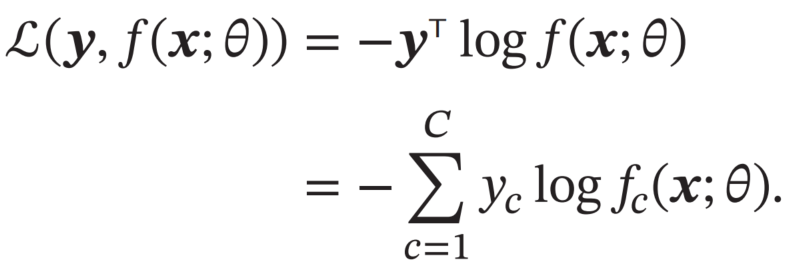 ℒ(𝒚, f(𝒙; θ)) = −𝒚ᵀ log f(𝒙; θ)
= − ∑_{c=1}^{C} y_c log f_c(𝒙; θ).